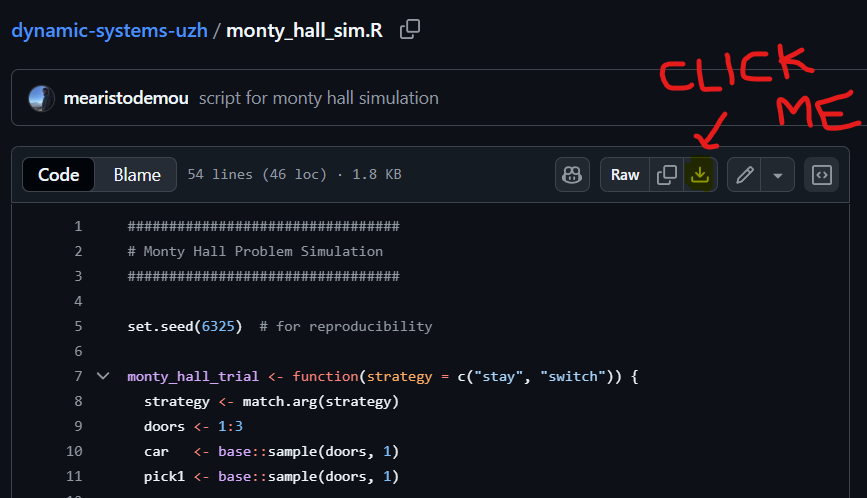 dynamic-systems-uzh / monty_hall_sim.R
CLICK
ME
mearistodemou script for monty hall simulation
Code Blame 54 lines (46 loc) · 1.8 KB Raw
1 ################################
2 # Monty Hall Problem Simulation
3 ################################
4
5 set.seed(6325)  # for reproducibility
6
7 monty_hall_trial <- function(strategy = c("stay", "switch")) {
8   strategy <- match.arg(strategy)
9   doors <- 1:3
10   car   <- base::sample(doors, 1)
11   pick1 <- base::sample(doors, 1)